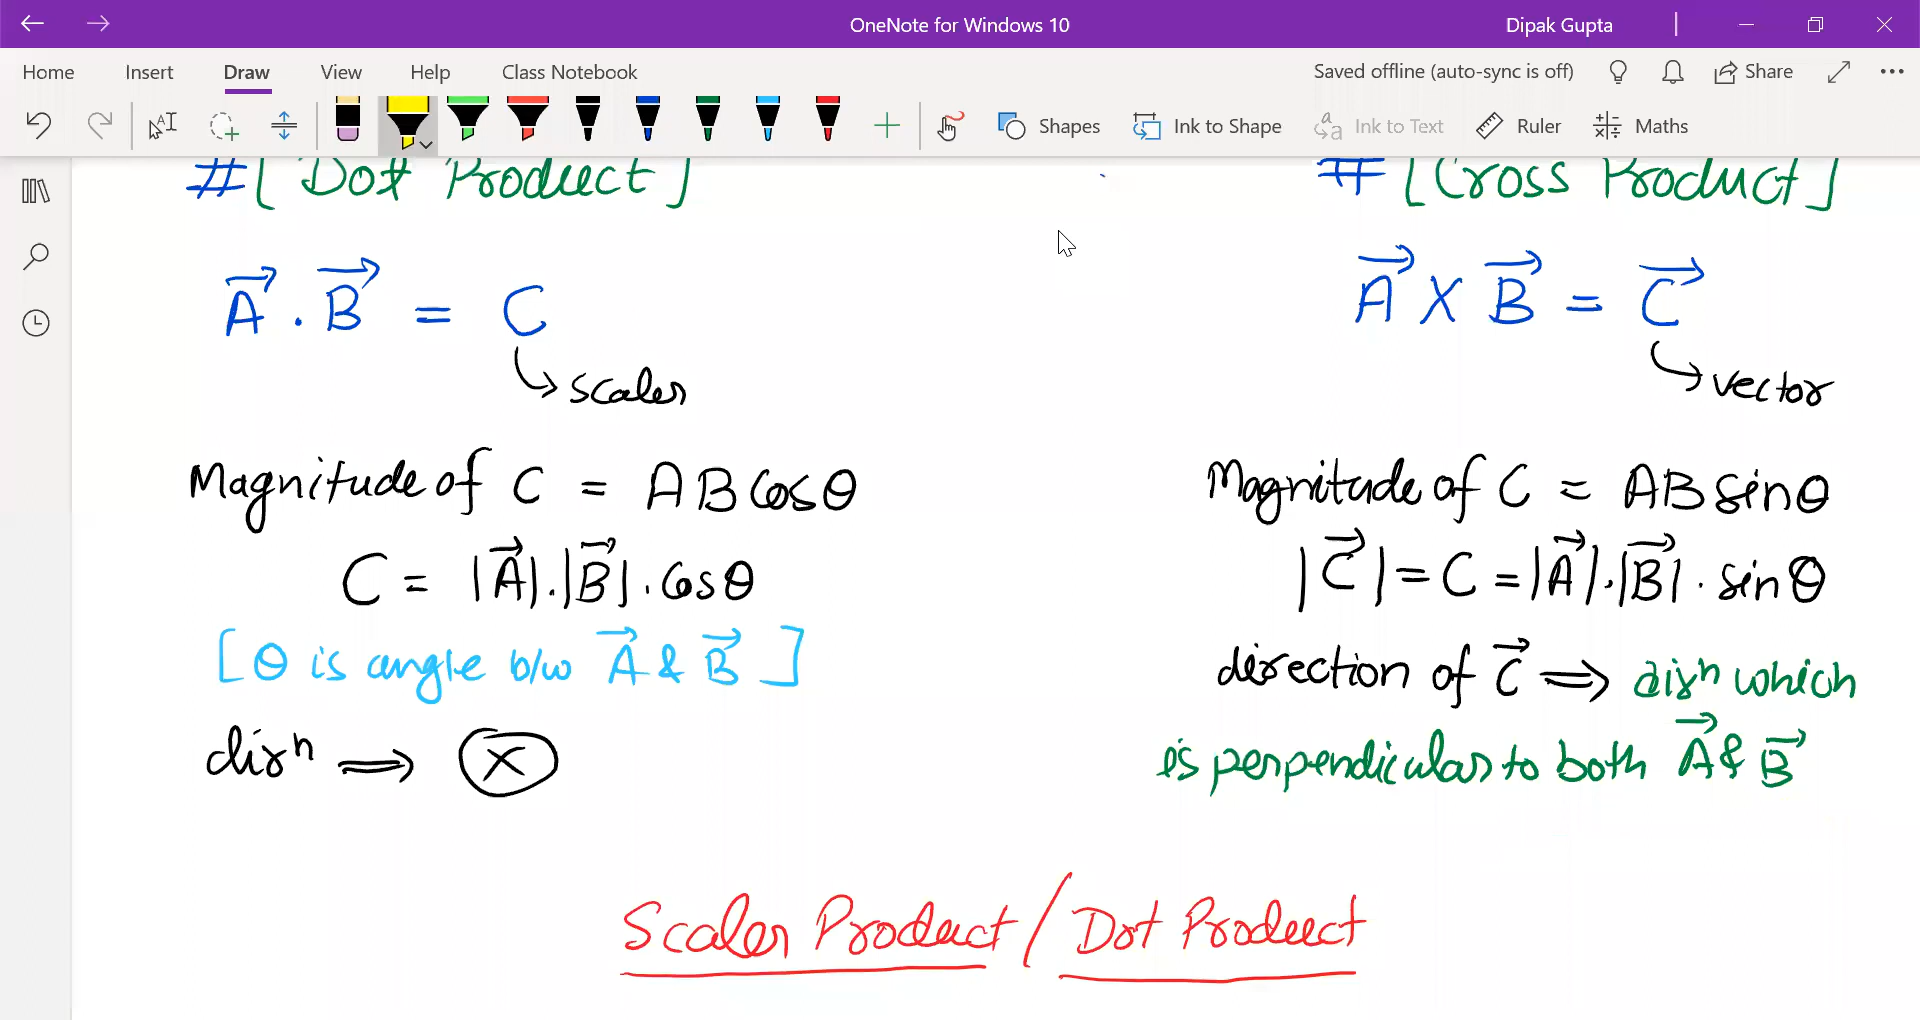 OneNote for Windows 10
Dipak Gupta
Home Insert Draw View Help Class Notebook
Saved offline (auto-sync is off) Share
Shapes Ink to Shape Ink to Text Ruler Maths
#[Dot Product]
#[Cross Product]
A⃗ . B⃗ = C
A⃗ X B⃗ = C⃗
↳ scaler
↳ vector
Magnitude of C = AB Cosθ
Magnitude of C = AB sinθ
C = |A⃗|.|B⃗|.Cosθ
|C⃗| = C = |A⃗|.|B⃗|.sinθ
[θ is angle b/w A⃗ & B⃗]
direction of C⃗ ⇒ dirⁿ which
dirⁿ ⇒ X
is perpendicular to both A⃗ & B⃗
Scaler Product / Dot Product